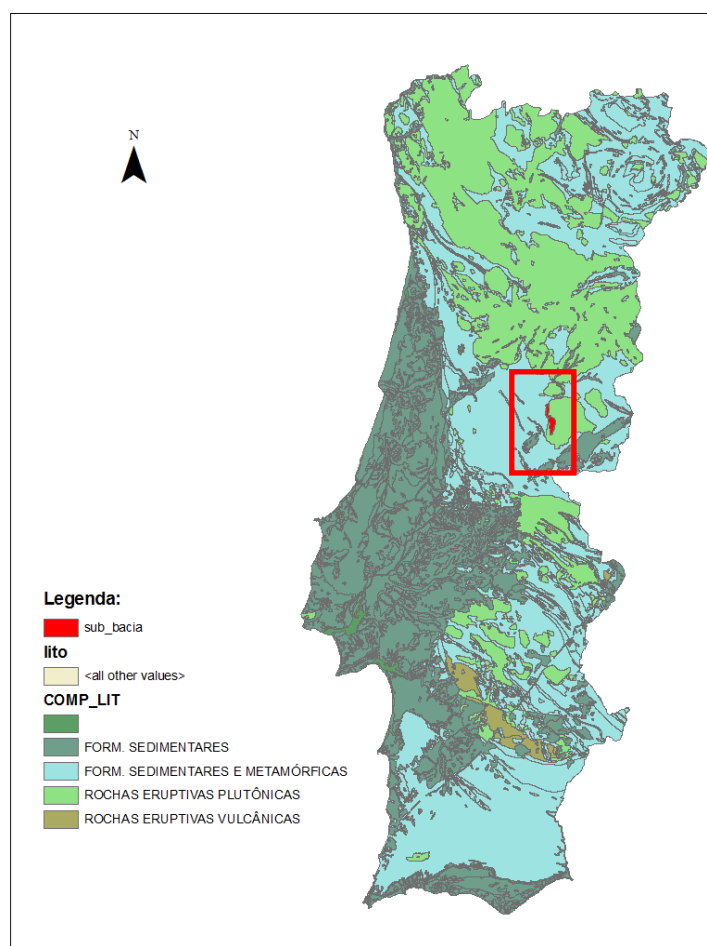 N
Legenda:
sub_bacia
lito
<all other values>
COMP_LIT
FORM. SEDIMENTARES
FORM. SEDIMENTARES E METAMÓRFICAS
ROCHAS ERUPTIVAS PLUTÔNICAS
ROCHAS ERUPTIVAS VULCÂNICAS